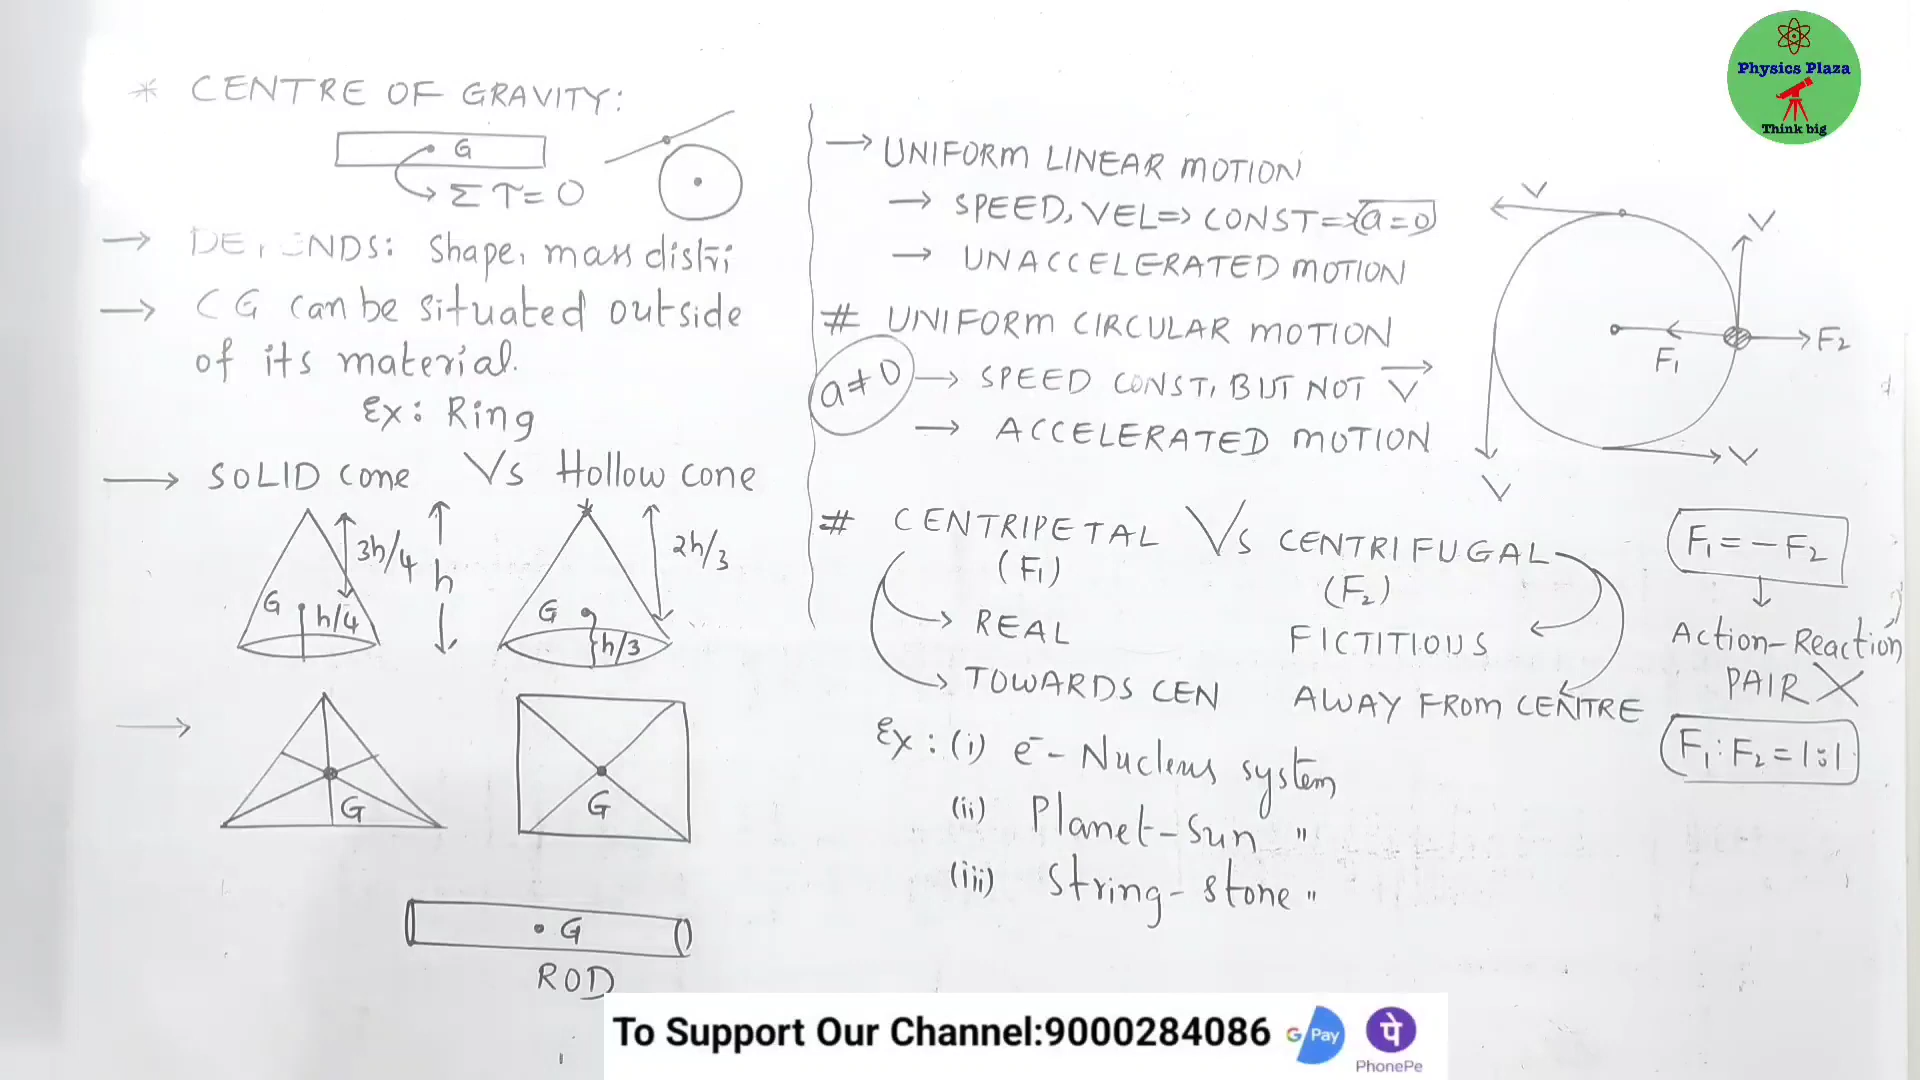 * CENTRE OF GRAVITY:
G
Σ τ = 0
→ DEPENDS: Shape, mass distri
→ CG can be situated outside
of its material.
Ex: Ring
→ SOLID cone Vs Hollow cone
3h/4
h
G
h/4
2h/3
G
h/3
→
G
G
G
ROD
→ UNIFORM LINEAR MOTION
→ SPEED, VEL => CONST => a = 0
→ UNACCELERATED MOTION
# UNIFORM CIRCULAR MOTION
a ≠ 0 → SPEED CONST, BUT NOT V⃗
→ ACCELERATED MOTION
V
V
F₁
F₂
V
V
# CENTRIPETAL Vs CENTRIFUGAL
(F₁) (F₂)
REAL FICTITIOUS
TOWARDS CEN AWAY FROM CENTRE
Ex: (i) e⁻ - Nucleus system
(ii) Planet - Sun "
(iii) String - stone "
F₁ = - F₂
Action-Reaction
PAIR X
F₁ : F₂ = 1:1
Physics Plaza
Think big
To Support Our Channel:9000284086
G Pay
पे
PhonePe